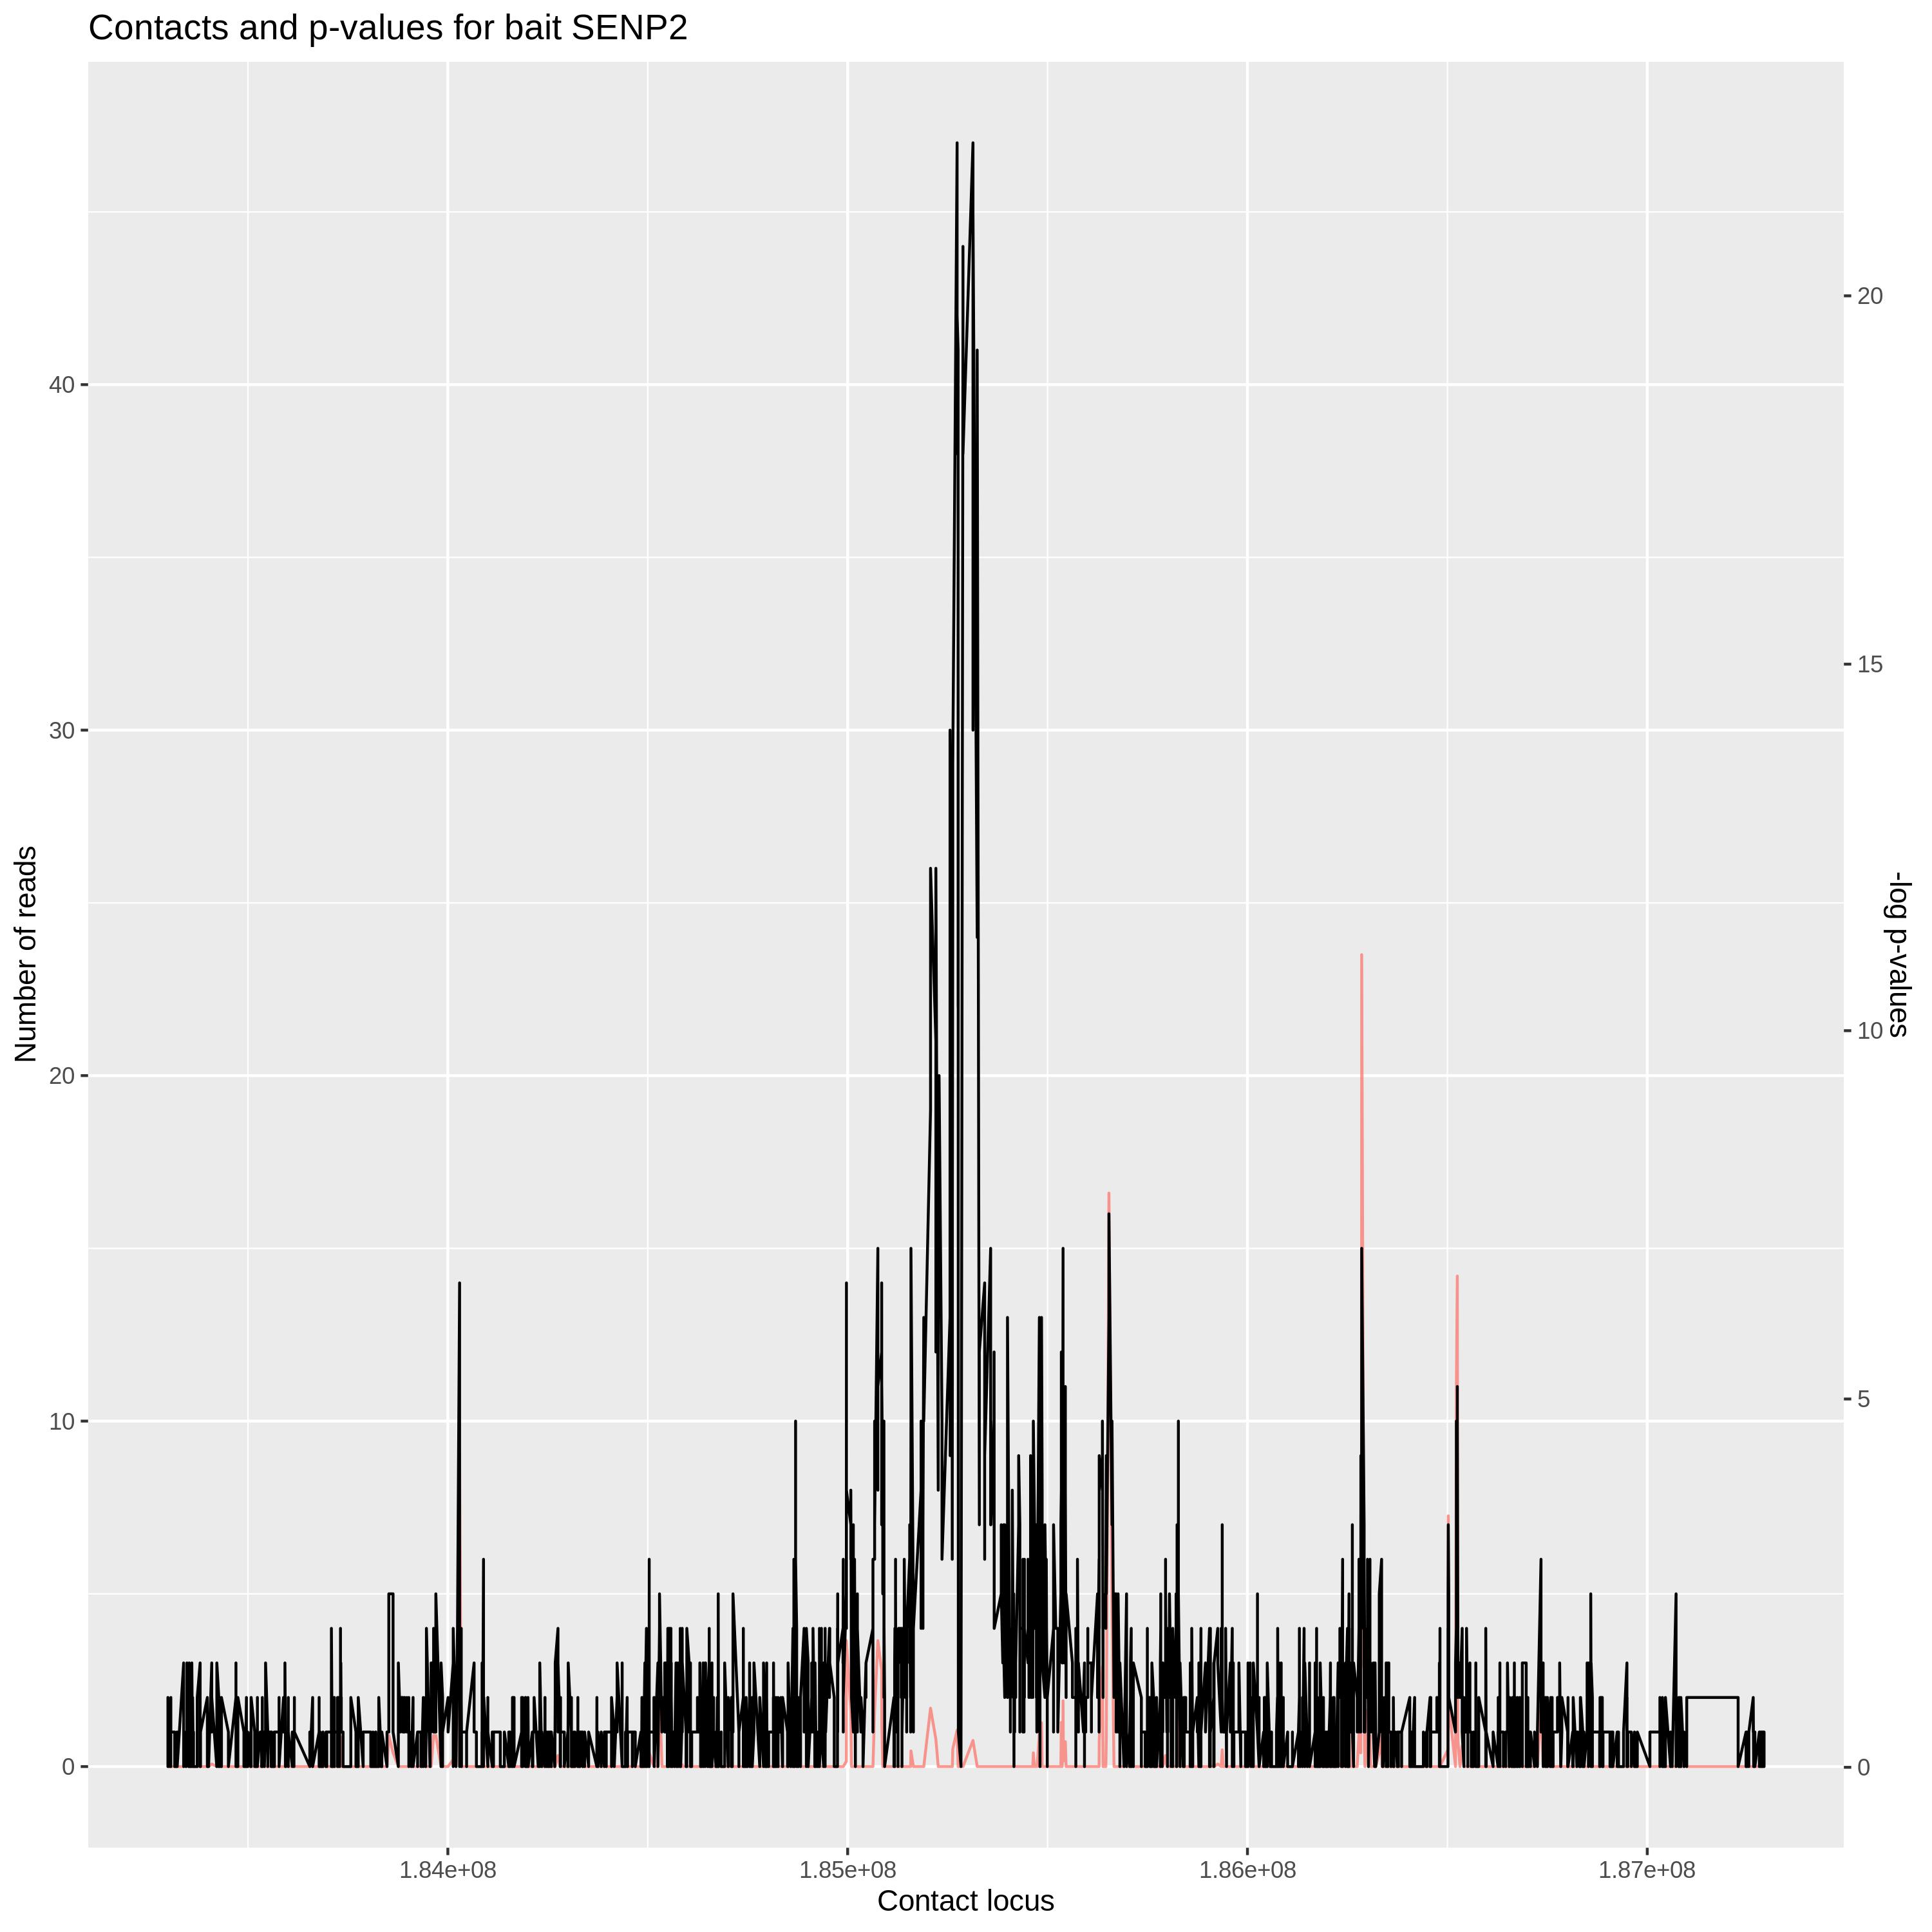 Contacts and p-values for bait SENP2
Number of reads
40
30
20
10
0
20
15
10
5
0
-log p-values
1.84e+08
1.85e+08
1.86e+08
1.87e+08
Contact locus